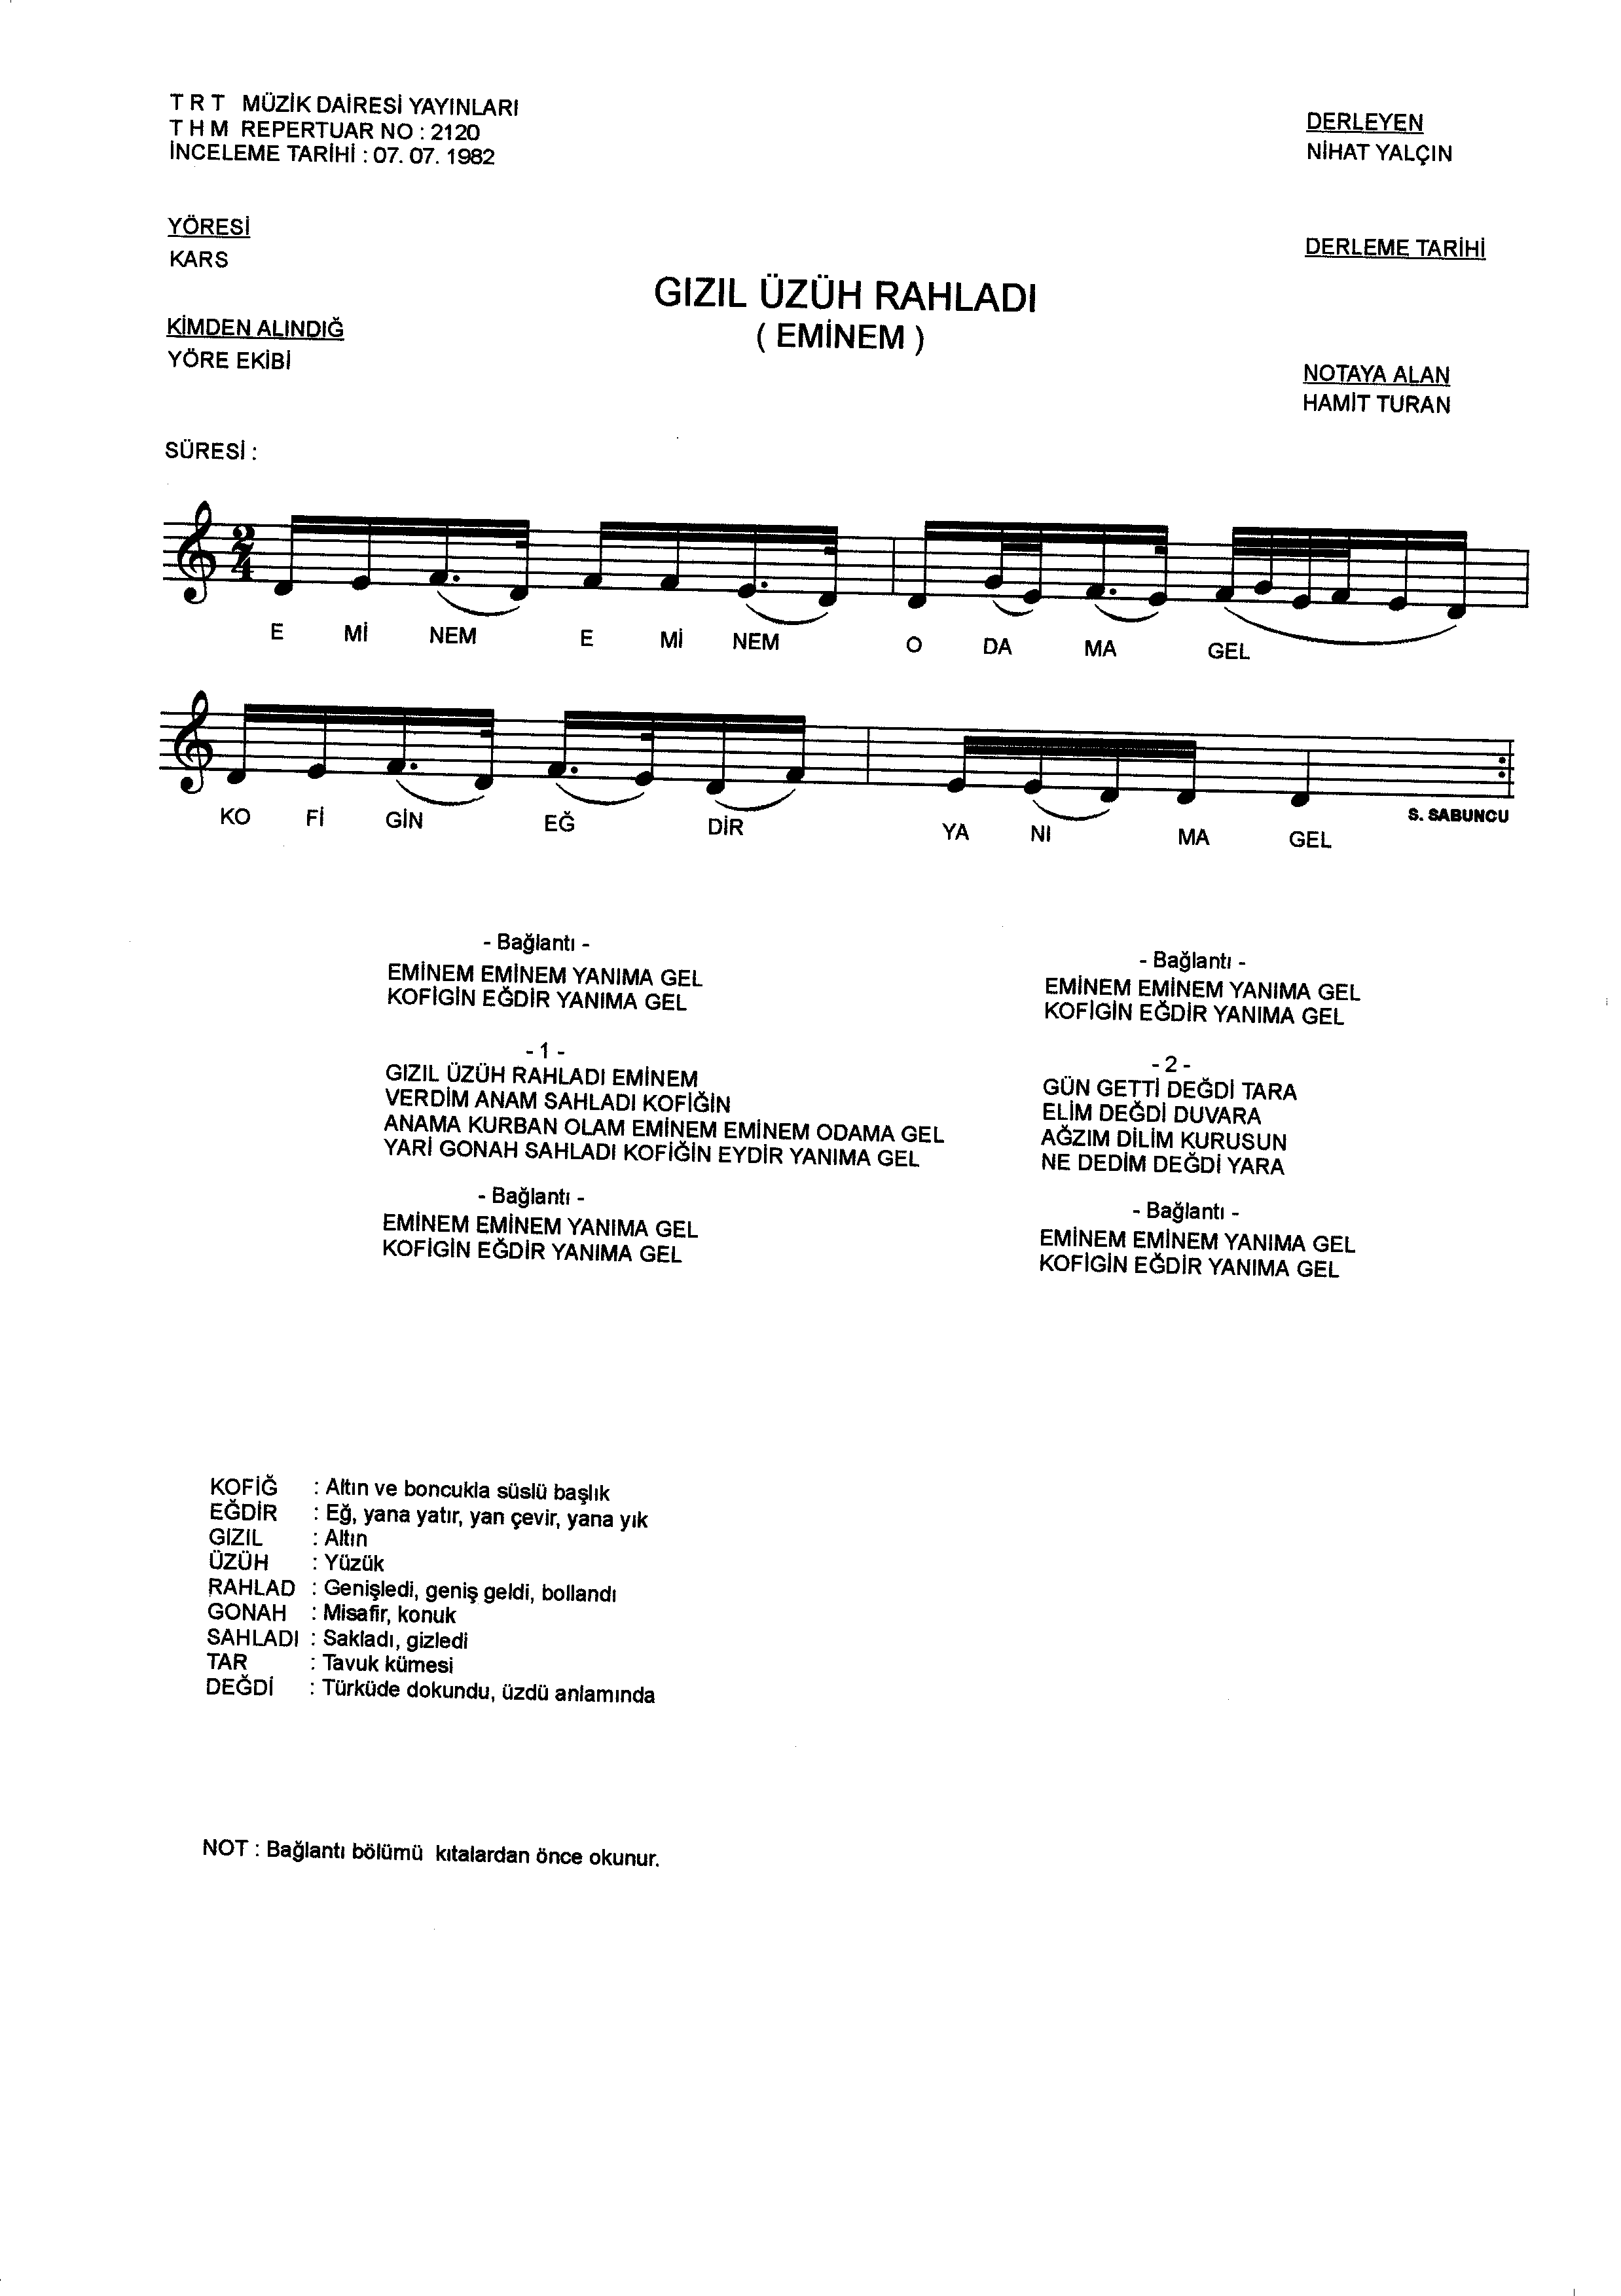 T R T MÜZİK DAİRESİ YAYINLARI
T H M REPERTUAR NO : 2120
İNCELEME TARİHİ : 07. 07. 1982
DERLEYEN
NİHAT YALÇIN
YÖRESİ
KARS
DERLEME TARİHİ
GIZIL ÜZÜH RAHLADI
( EMİNEM )
KİMDEN ALINDIĞ
YÖRE EKİBİ
NOTAYA ALAN
HAMİT TURAN
SÜRESİ :
E Mİ NEM E Mİ NEM O DA MA GEL
KO Fİ GİN EĞ DİR YA NI MA GEL
S. SABUNCU
- Bağlantı -
EMİNEM EMİNEM YANIMA GEL
KOFİGİN EĞDİR YANIMA GEL
- 1 -
GIZIL ÜZÜH RAHLADI EMİNEM
VERDİM ANAM SAHLADI KOFİĞİN
ANAMA KURBAN OLAM EMİNEM EMİNEM ODAMA GEL
YARİ GONAH SAHLADI KOFİĞİN EYDİR YANIMA GEL
- Bağlantı -
EMİNEM EMİNEM YANIMA GEL
KOFİGİN EĞDİR YANIMA GEL
- Bağlantı -
EMİNEM EMİNEM YANIMA GEL
KOFİGİN EĞDİR YANIMA GEL
- 2 -
GÜN GETTİ DEĞDİ TARA
ELİM DEĞDİ DUVARA
AĞZIM DİLİM KURUSUN
NE DEDİM DEĞDİ YARA
- Bağlantı -
EMİNEM EMİNEM YANIMA GEL
KOFİGİN EĞDİR YANIMA GEL
KOFİĞ : Altın ve boncukla süslü başlık
EĞDİR : Eğ, yana yatır, yan çevir, yana yık
GIZIL : Altın
ÜZÜH : Yüzük
RAHLAD : Genişledi, geniş geldi, bollandı
GONAH : Misafir, konuk
SAHLADI : Sakladı, gizledi
TAR : Tavuk kümesi
DEĞDİ : Türküde dokundu, üzdü anlamında
NOT : Bağlantı bölümü kıtalardan önce okunur.